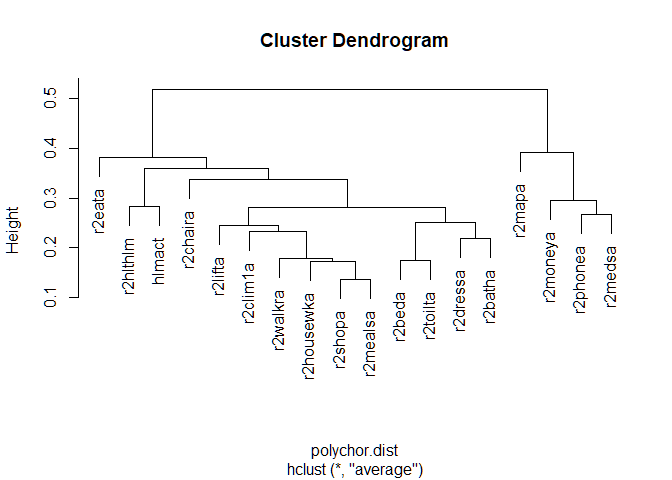 Cluster Dendrogram
Height
0.5
0.4
0.3
0.2
0.1
r2eata
r2hlthlm
hlmact
r2chaira
r2lifta
r2clim1a
r2walkra
r2housewka
r2shopa
r2mealsa
r2beda
r2toilta
r2dressa
r2batha
r2mapa
r2moneya
r2phonea
r2medsa
polychor.dist
hclust (*, "average")